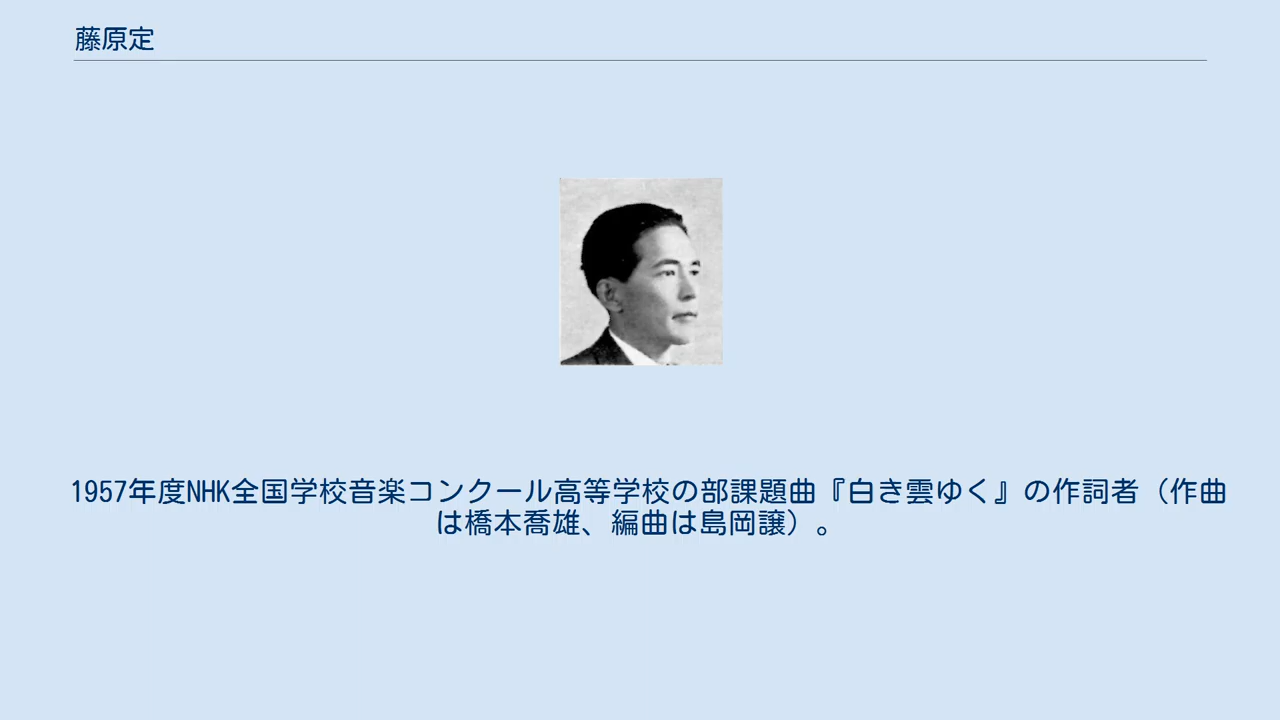 藤原定
1957年度NHK全国学校音楽コンクール高等学校の部課題曲『白き雲ゆく』の作詞者（作曲
は橋本喬雄、編曲は島岡譲）。